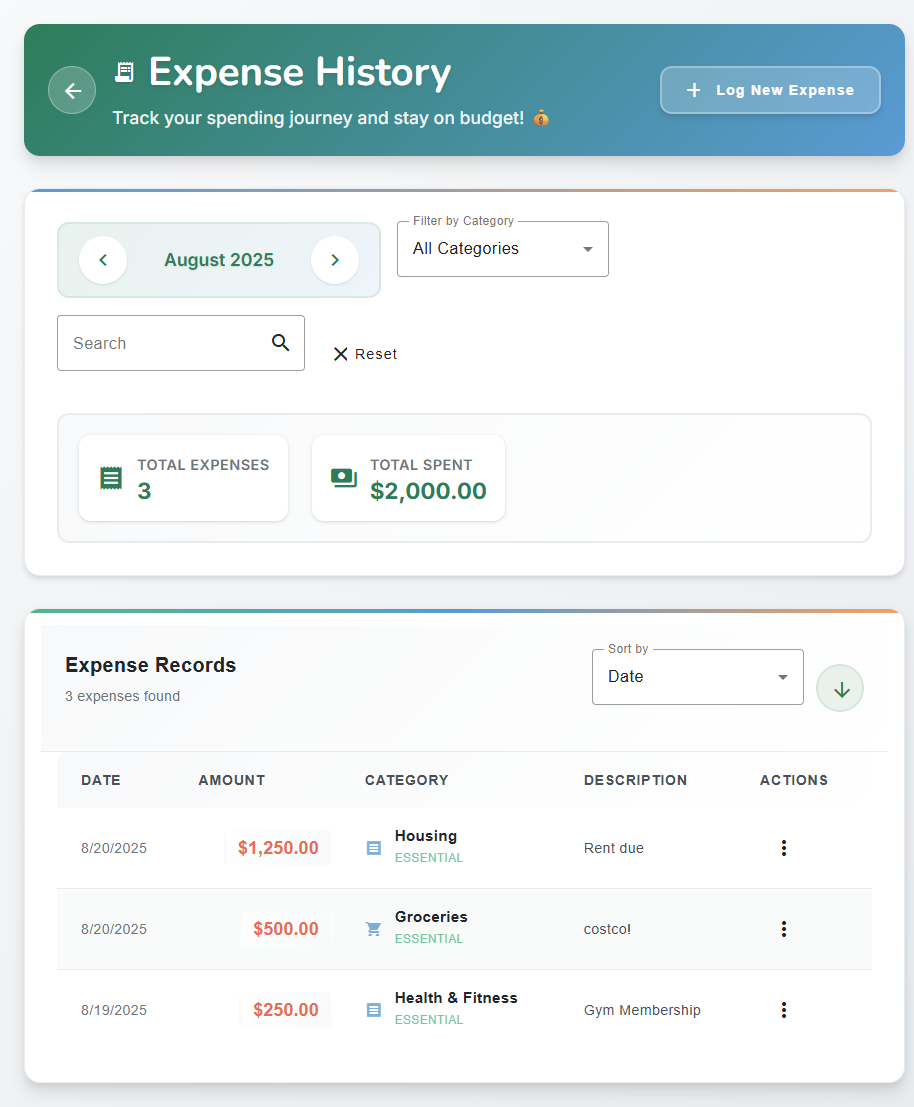 Expense History
Track your spending journey and stay on budget! 💰
Log New Expense
August 2025
Filter by Category
All Categories
Search
Reset
TOTAL EXPENSES
3
TOTAL SPENT
$2,000.00
Expense Records
3 expenses found
Sort by
Date
DATE AMOUNT CATEGORY DESCRIPTION ACTIONS
8/20/2025 $1,250.00 Housing Rent due
ESSENTIAL
8/20/2025 $500.00 Groceries costco!
ESSENTIAL
8/19/2025 $250.00 Health & Fitness Gym Membership
ESSENTIAL